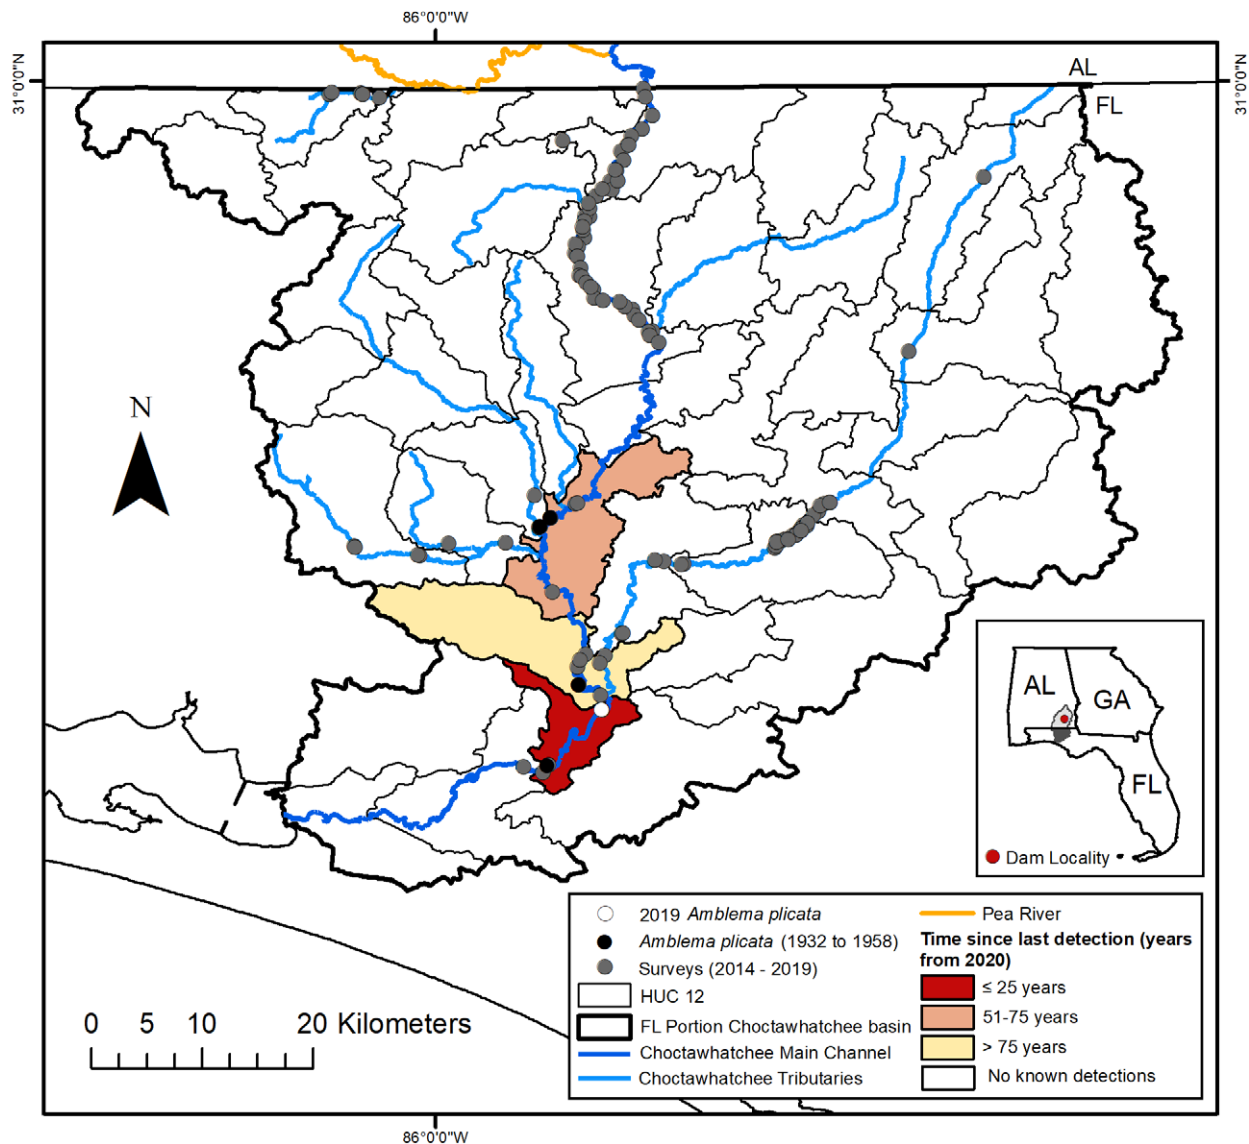 86°0'0"W
31°0'0"N
31°0'0"N
AL
FL
N
AL
GA
FL
Dam Locality
0 5 10 20 Kilometers
2019 Amblema plicata
Amblema plicata (1932 to 1958)
Surveys (2014 - 2019)
HUC 12
FL Portion Choctawhatchee basin
Choctawhatchee Main Channel
Choctawhatchee Tributaries
Pea River
Time since last detection (years
from 2020)
≤ 25 years
51-75 years
> 75 years
No known detections
86°0'0"W